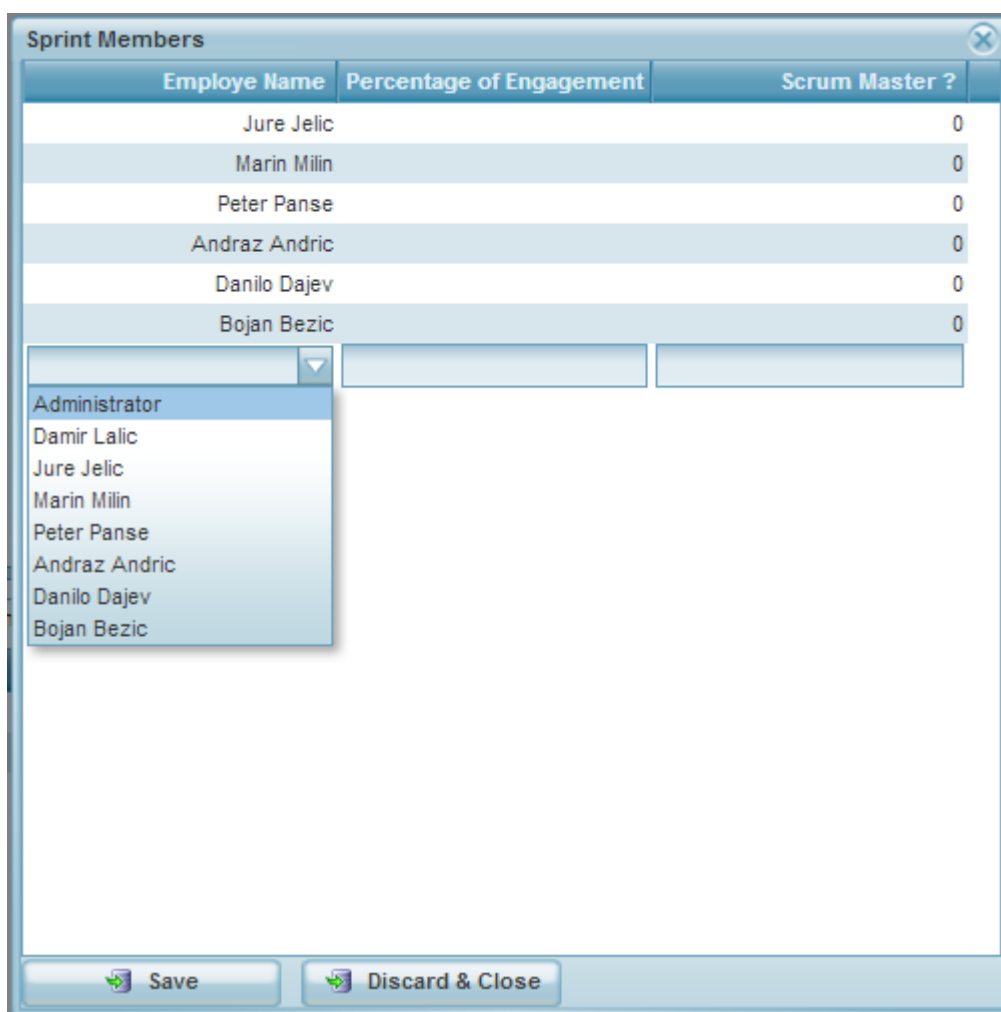 Sprint Members
Employe Name Percentage of Engagement Scrum Master ?
Jure Jelic 0
Marin Milin 0
Peter Panse 0
Andraz Andric 0
Danilo Dajev 0
Bojan Bezic 0
Administrator
Damir Lalic
Jure Jelic
Marin Milin
Peter Panse
Andraz Andric
Danilo Dajev
Bojan Bezic
Save Discard & Close